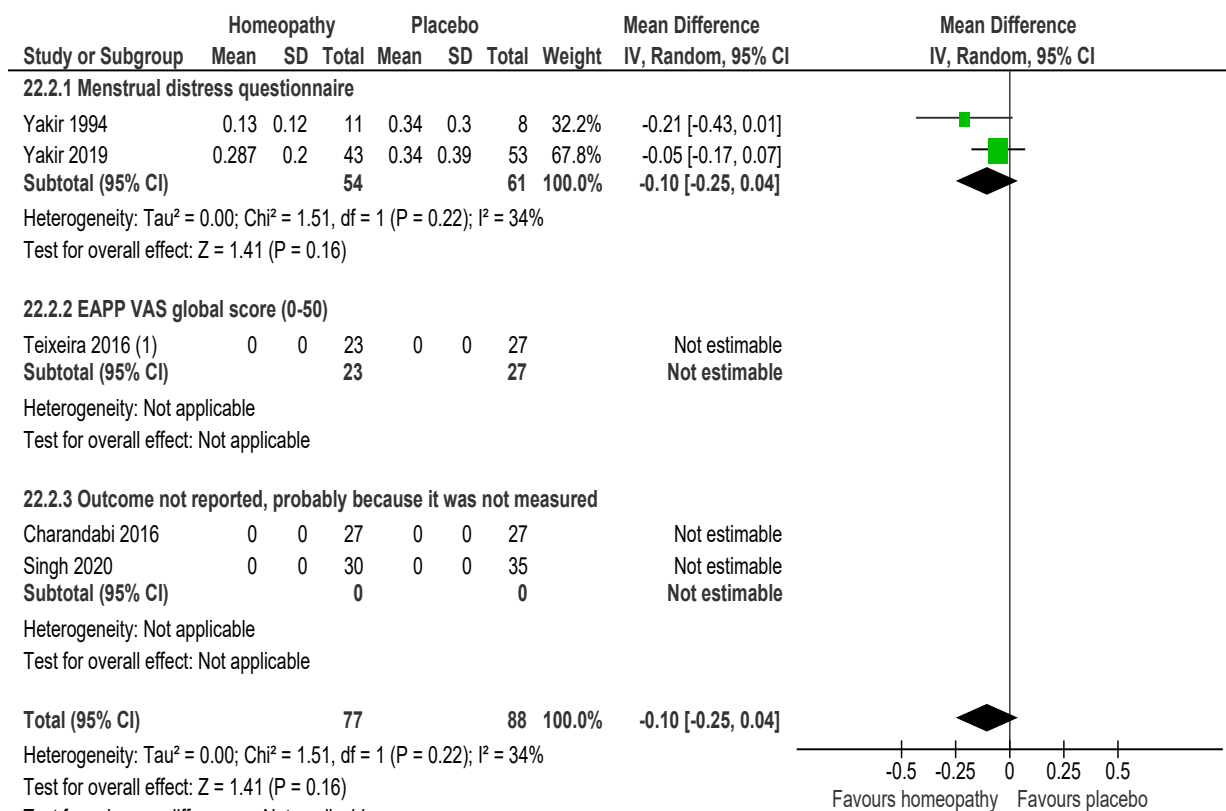 Homeopathy Placebo Mean Difference Mean Difference
Study or Subgroup Mean SD Total Mean SD Total Weight IV, Random, 95% CI IV, Random, 95% CI
22.2.1 Menstrual distress questionnaire
Yakir 1994 0.13 0.12 11 0.34 0.3 8 32.2% -0.21 [-0.43, 0.01]
Yakir 2019 0.287 0.2 43 0.34 0.39 53 67.8% -0.05 [-0.17, 0.07]
Subtotal (95% CI) 54 61 100.0% -0.10 [-0.25, 0.04]
Heterogeneity: Tau² = 0.00; Chi² = 1.51, df = 1 (P = 0.22); I² = 34%
Test for overall effect: Z = 1.41 (P = 0.16)
22.2.2 EAPP VAS global score (0-50)
Teixeira 2016 (1) 0 0 23 0 0 27 Not estimable
Subtotal (95% CI) 23 27 Not estimable
Heterogeneity: Not applicable
Test for overall effect: Not applicable
22.2.3 Outcome not reported, probably because it was not measured
Charandabi 2016 0 0 27 0 0 27 Not estimable
Singh 2020 0 0 30 0 0 35 Not estimable
Subtotal (95% CI) 0 0 Not estimable
Heterogeneity: Not applicable
Test for overall effect: Not applicable
Total (95% CI) 77 88 100.0% -0.10 [-0.25, 0.04]
Heterogeneity: Tau² = 0.00; Chi² = 1.51, df = 1 (P = 0.22); I² = 34%
Test for overall effect: Z = 1.41 (P = 0.16)
-0.5 -0.25 0 0.25 0.5
Favours homeopathy Favours placebo